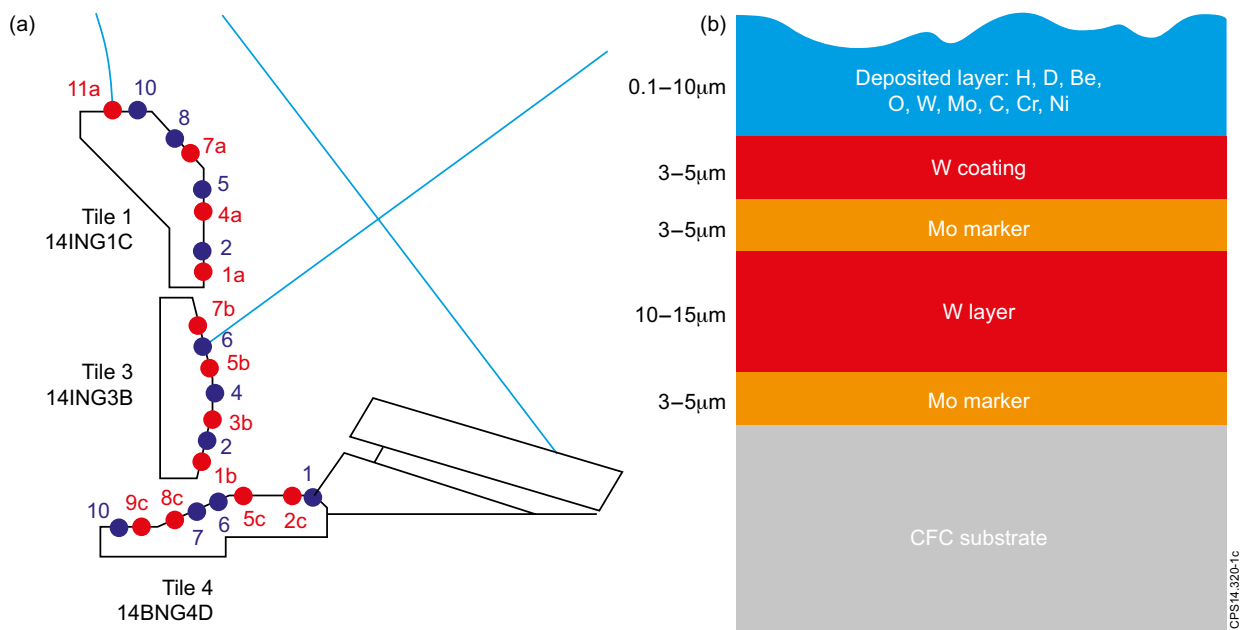 (a)
11a
10
8
7a
5
4a
2
1a
Tile 1
14ING1C
7b
6
5b
4
3b
2
1b
Tile 3
14ING3B
10
9c
8c
7
6
5c
2c
1
Tile 4
14BNG4D
(b)
0.1–10μm
Deposited layer: H, D, Be,
O, W, Mo, C, Cr, Ni
3–5μm
W coating
3–5μm
Mo marker
10–15μm
W layer
3–5μm
Mo marker
CFC substrate
CPS14.320-1c